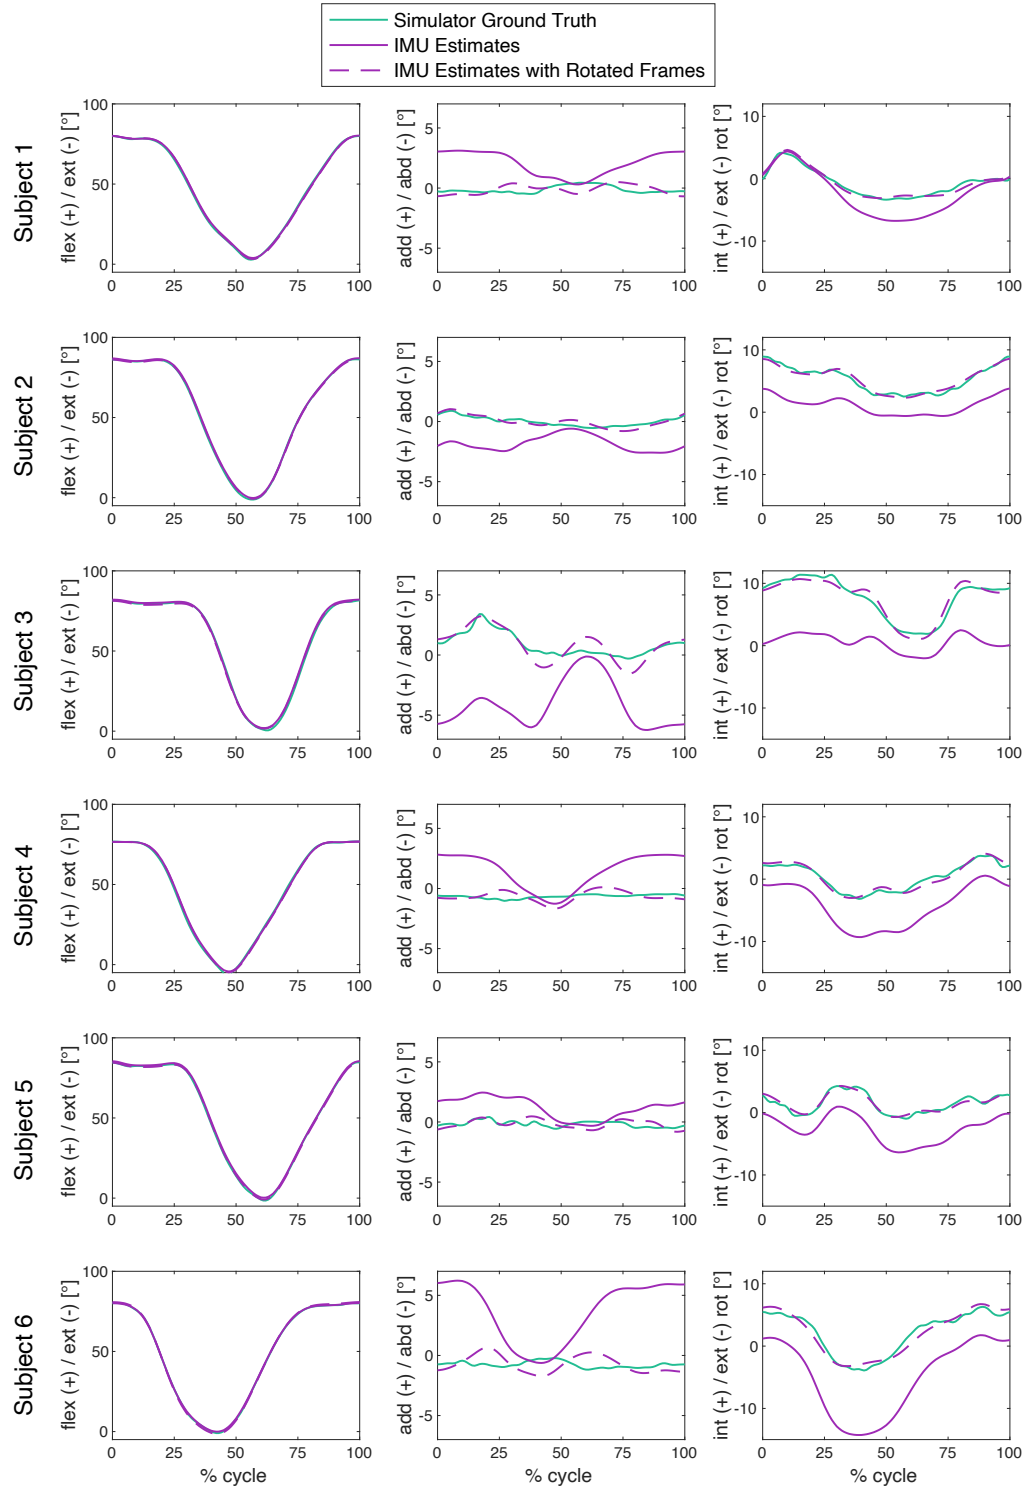 Simulator Ground Truth
IMU Estimates
IMU Estimates with Rotated Frames
Subject 1
flex (+) / ext (-) [°]
100
50
0
0 25 50 75 100
add (+) / abd (-) [°]
5
0
-5
0 25 50 75 100
int (+) / ext (-) rot [°]
10
0
-10
0 25 50 75 100
Subject 2
flex (+) / ext (-) [°]
100
50
0
0 25 50 75 100
add (+) / abd (-) [°]
5
0
-5
0 25 50 75 100
int (+) / ext (-) rot [°]
10
0
-10
0 25 50 75 100
Subject 3
flex (+) / ext (-) [°]
100
50
0
0 25 50 75 100
add (+) / abd (-) [°]
5
0
-5
0 25 50 75 100
int (+) / ext (-) rot [°]
10
0
-10
0 25 50 75 100
Subject 4
flex (+) / ext (-) [°]
100
50
0
0 25 50 75 100
add (+) / abd (-) [°]
5
0
-5
0 25 50 75 100
int (+) / ext (-) rot [°]
10
0
-10
0 25 50 75 100
Subject 5
flex (+) / ext (-) [°]
100
50
0
0 25 50 75 100
add (+) / abd (-) [°]
5
0
-5
0 25 50 75 100
int (+) / ext (-) rot [°]
10
0
-10
0 25 50 75 100
Subject 6
flex (+) / ext (-) [°]
100
50
0
0 25 50 75 100
% cycle
add (+) / abd (-) [°]
5
0
-5
0 25 50 75 100
% cycle
int (+) / ext (-) rot [°]
10
0
-10
0 25 50 75 100
% cycle